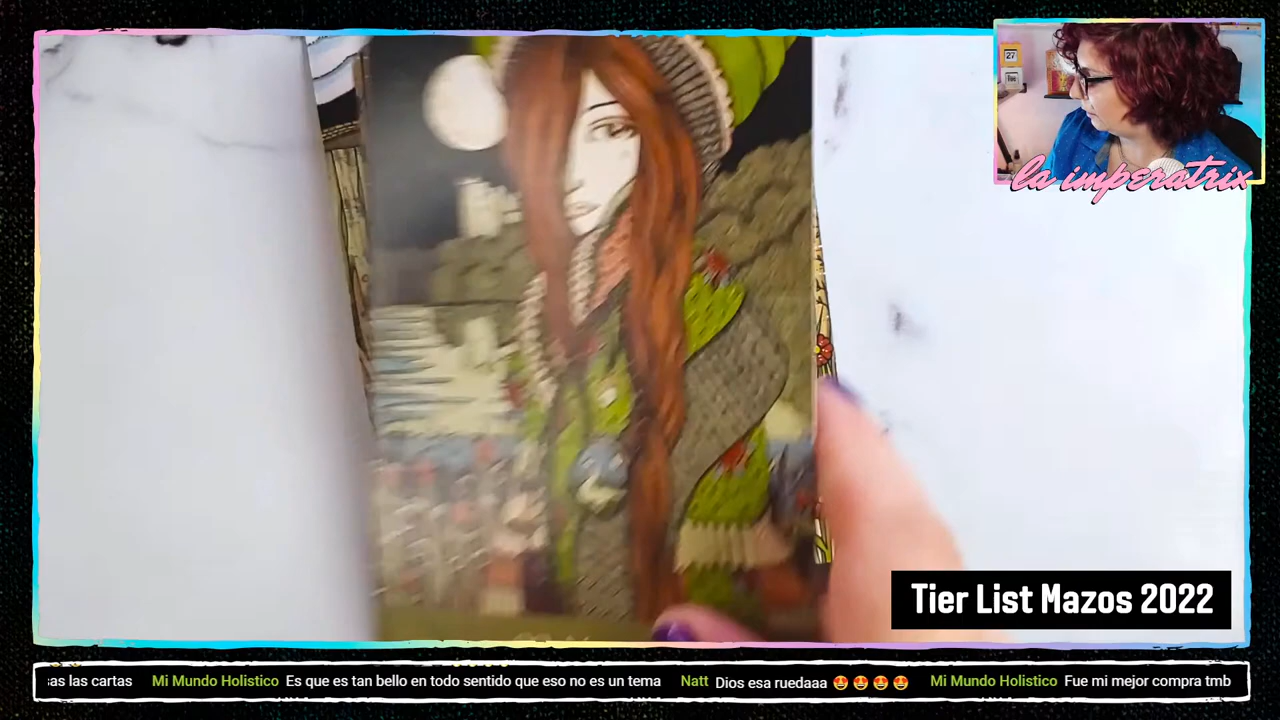 27
la imperatrix
Tier List Mazos 2022
las cartas Mi Mundo Holistico Es que es tan bello en todo sentido que eso no es un tema Natt Dios esa ruedaaa 😍😍😍😍 Mi Mundo Holistico Fue mi mejor compra tmb